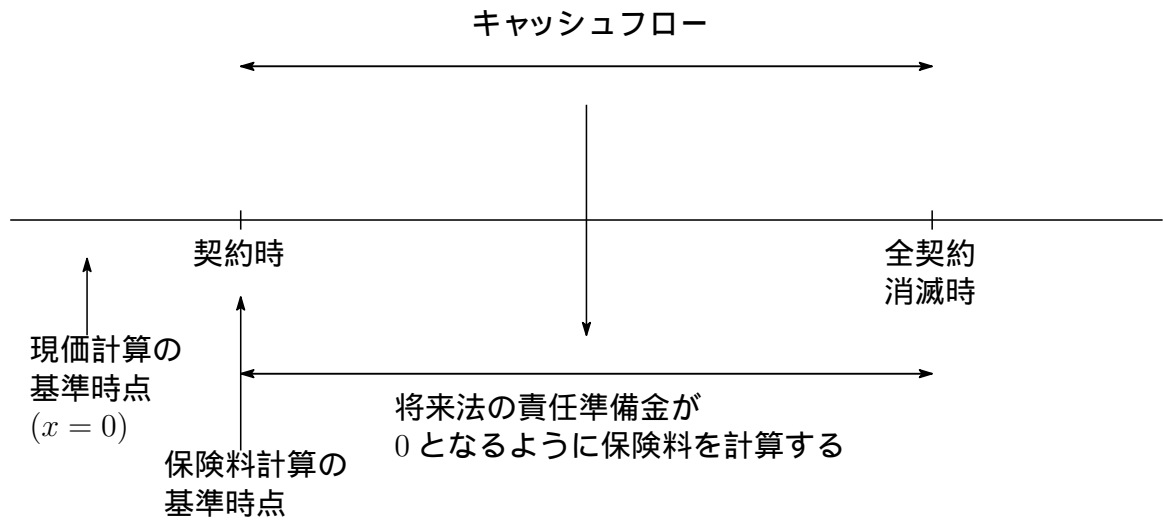 キャッシュフロー
契約時
全契約
消滅時
現価計算の
基準時点
(x = 0)
将来法の責任準備金が
0 となるように保険料を計算する
保険料計算の
基準時点